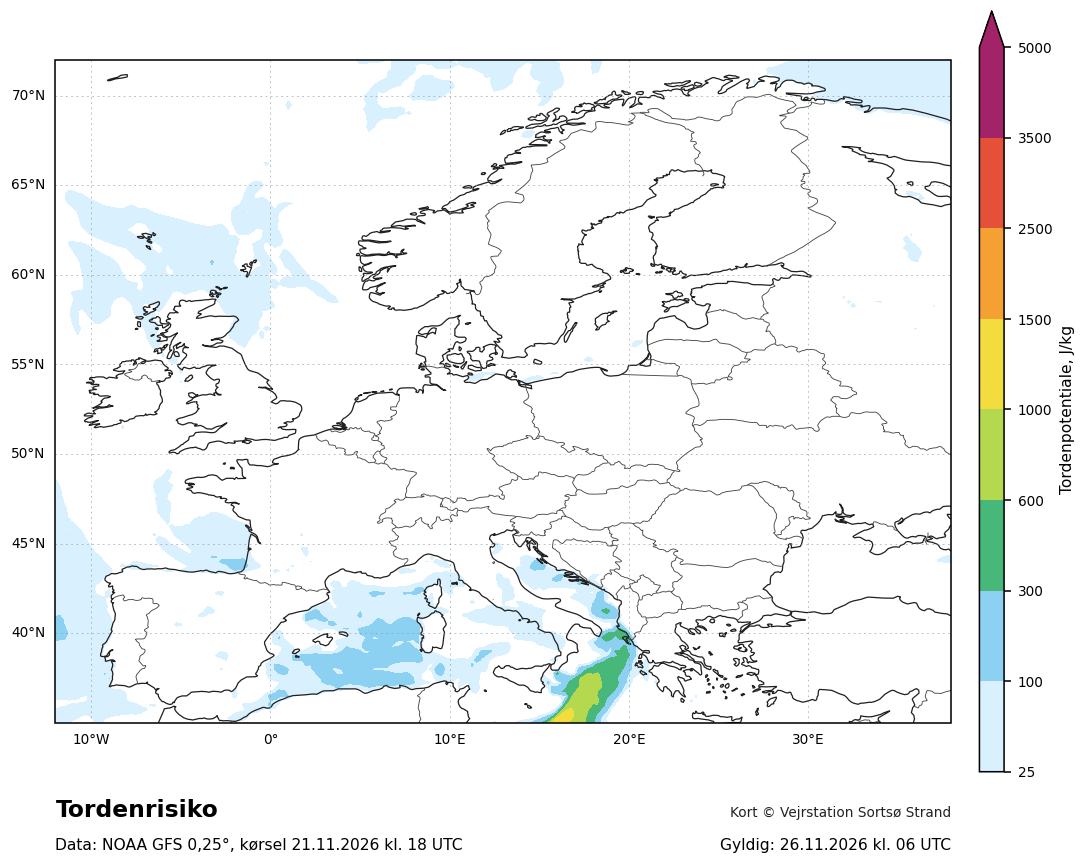 70°N
65°N
60°N
55°N
50°N
45°N
40°N
10°W
0°
10°E
20°E
30°E
5000
3500
2500
1500
1000
600
300
100
25
Tordenpotentiale, J/kg
Tordenrisiko
Kort © Vejrstation Sortsø Strand
Data: NOAA GFS 0,25°, kørsel 21.11.2026 kl. 18 UTC
Gyldig: 26.11.2026 kl. 06 UTC